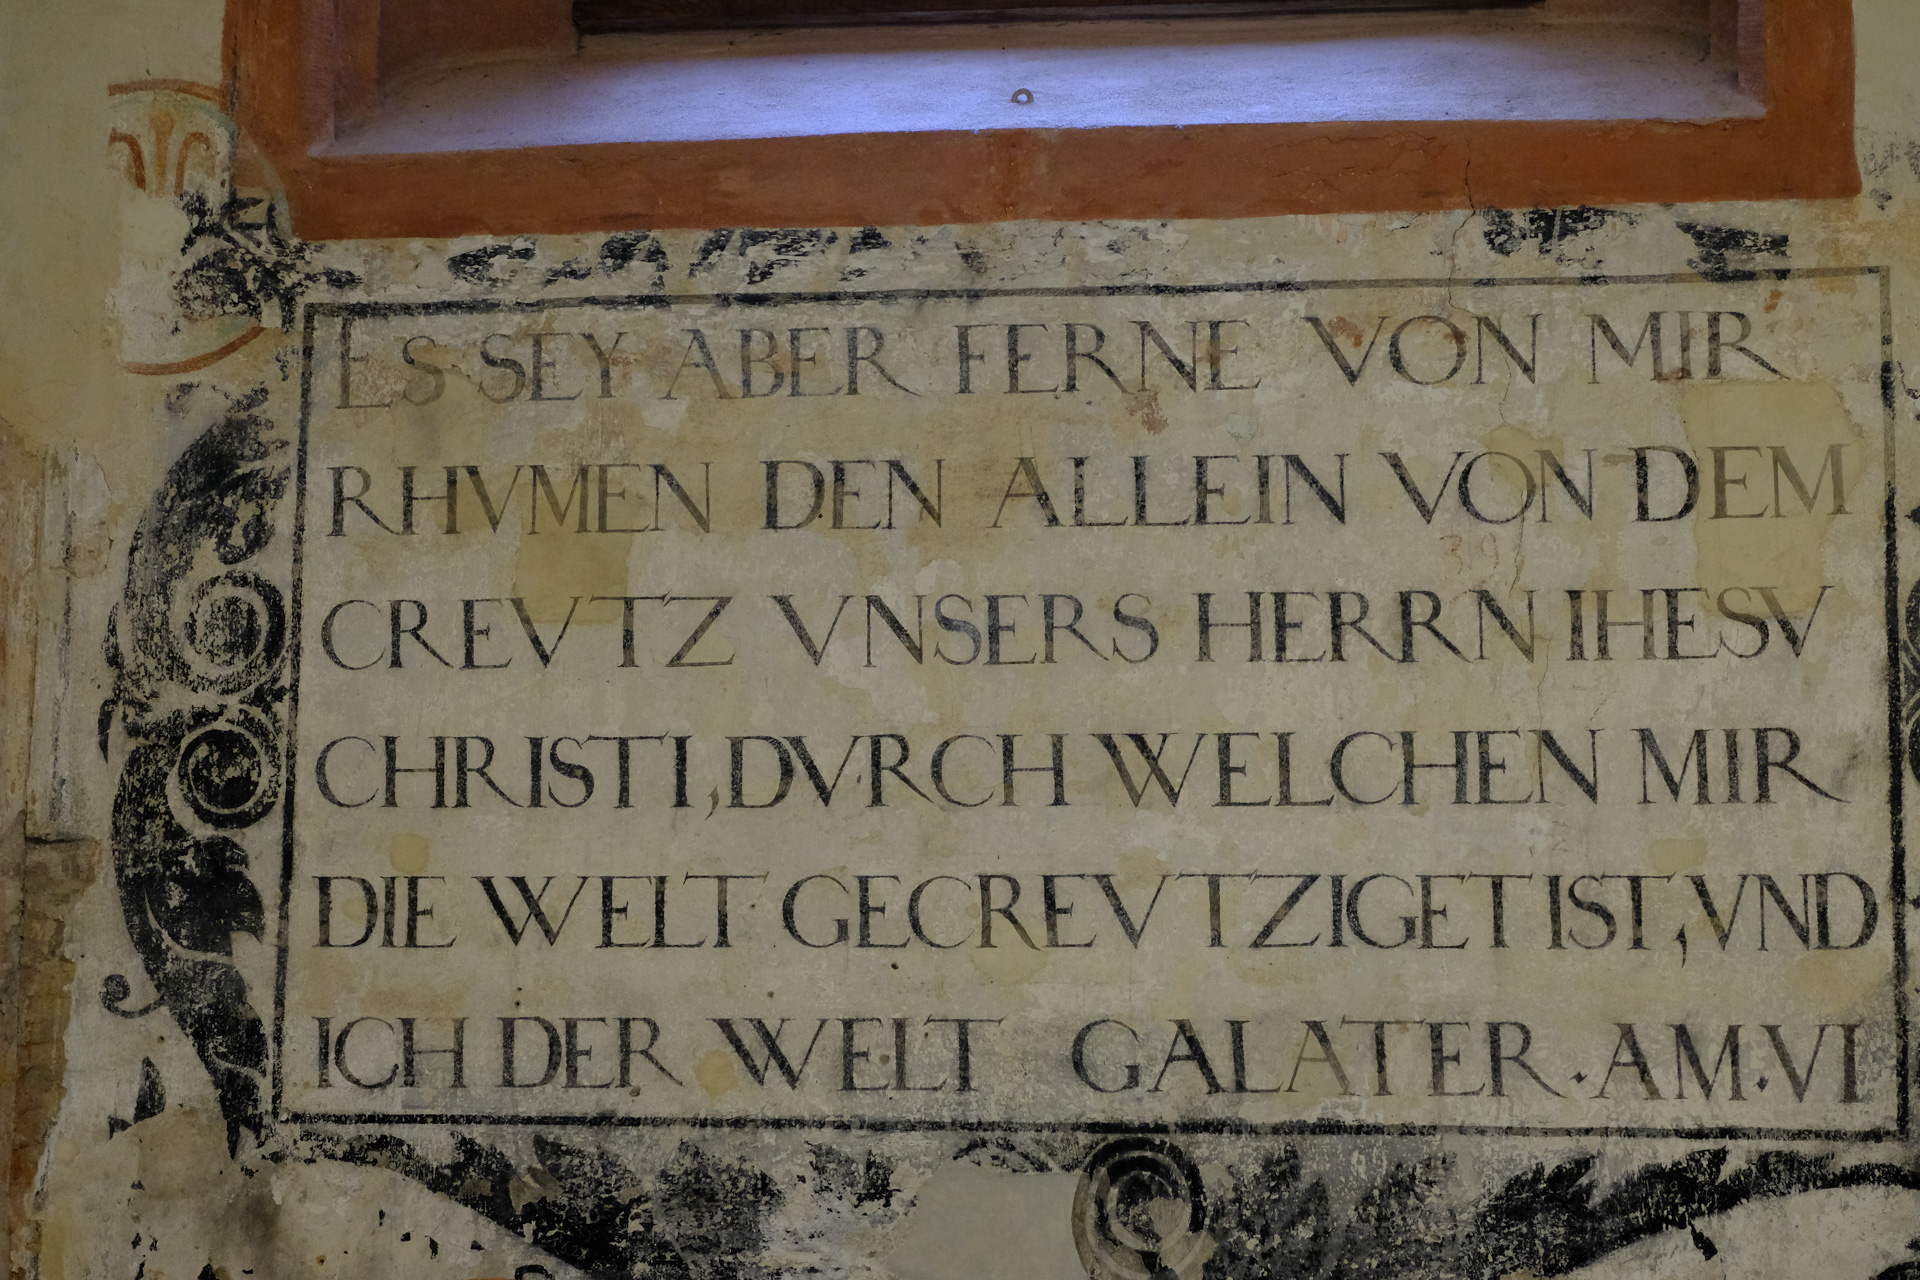 ES SEY ABER FERNE VON MIR
RHVMEN DEN ALLEIN VON DEM
CREVTZ VNSERS HERRN IHESV
CHRISTI, DVRCH WELCHEN MIR
DIE WELT GECREVTZIGET IST, VND
ICH DER WELT GALATER · AM · VI